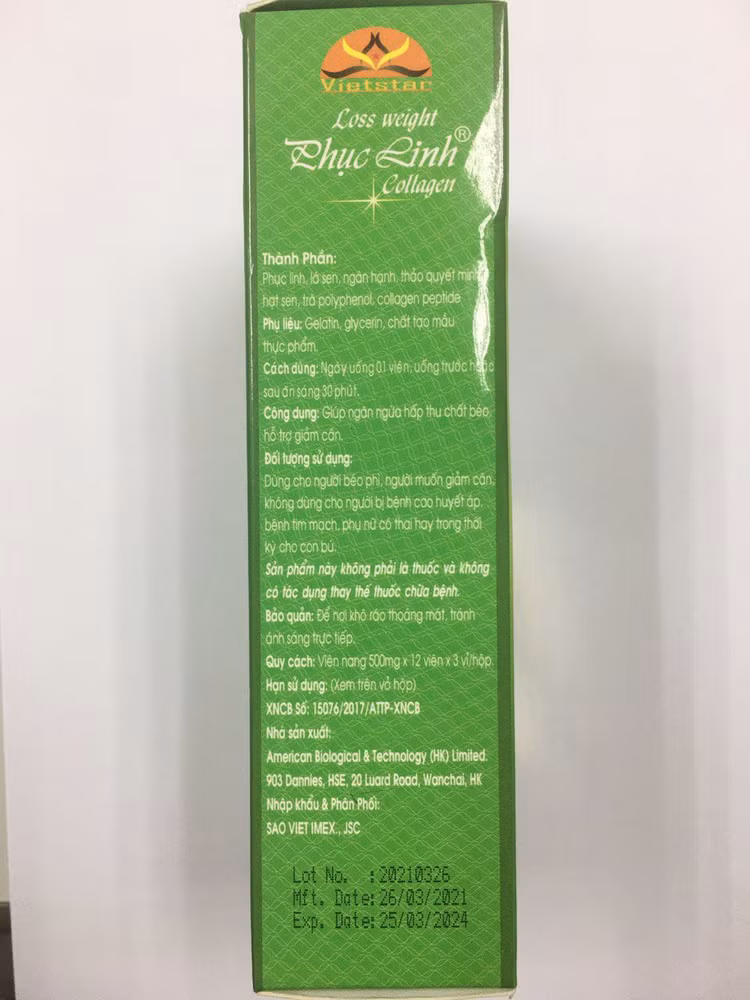 Vietstar
Loss weight
Phục Linh®
Collagen
Thành Phần:
Phục linh, lá sen, ngân hạnh, thảo quyết minh,
hạt sen, trà polyphenol, collagen peptide
Phụ liệu: Gelatin, glycerin, chất tạo mầu
thực phẩm.
Cách dùng: Ngày uống 01 viên, uống trước hoặc
sau ăn sáng 30 phút.
Công dụng: Giúp ngăn ngừa hấp thu chất béo,
hỗ trợ giảm cân.
Đối tượng sử dụng:
Dùng cho người béo phì, người muốn giảm cân,
không dùng cho người bị bệnh cao huyết áp,
bệnh tim mạch, phụ nữ có thai hay trong thời
kỳ cho con bú.
Sản phẩm này không phải là thuốc và không
có tác dụng thay thế thuốc chữa bệnh.
Bảo quản: Để nơi khô ráo thoáng mát, tránh
ánh sáng trực tiếp.
Quy cách: Viên nang 500mg x 12 viên x 3 vỉ/hộp.
Hạn sử dụng: (Xem trên vỏ hộp)
XNCB Số: 15076/2017/ATTP-XNCB
Nhà sản xuất:
American Biological & Technology (HK) Limited.
903 Dannies, HSE, 20 Luard Road, Wanchai, HK
Nhập khẩu & Phân Phối:
SAO VIET IMEX., JSC
Lot No. :20210326
Mft. Date:26/03/2021
Exp. Date:25/03/2024